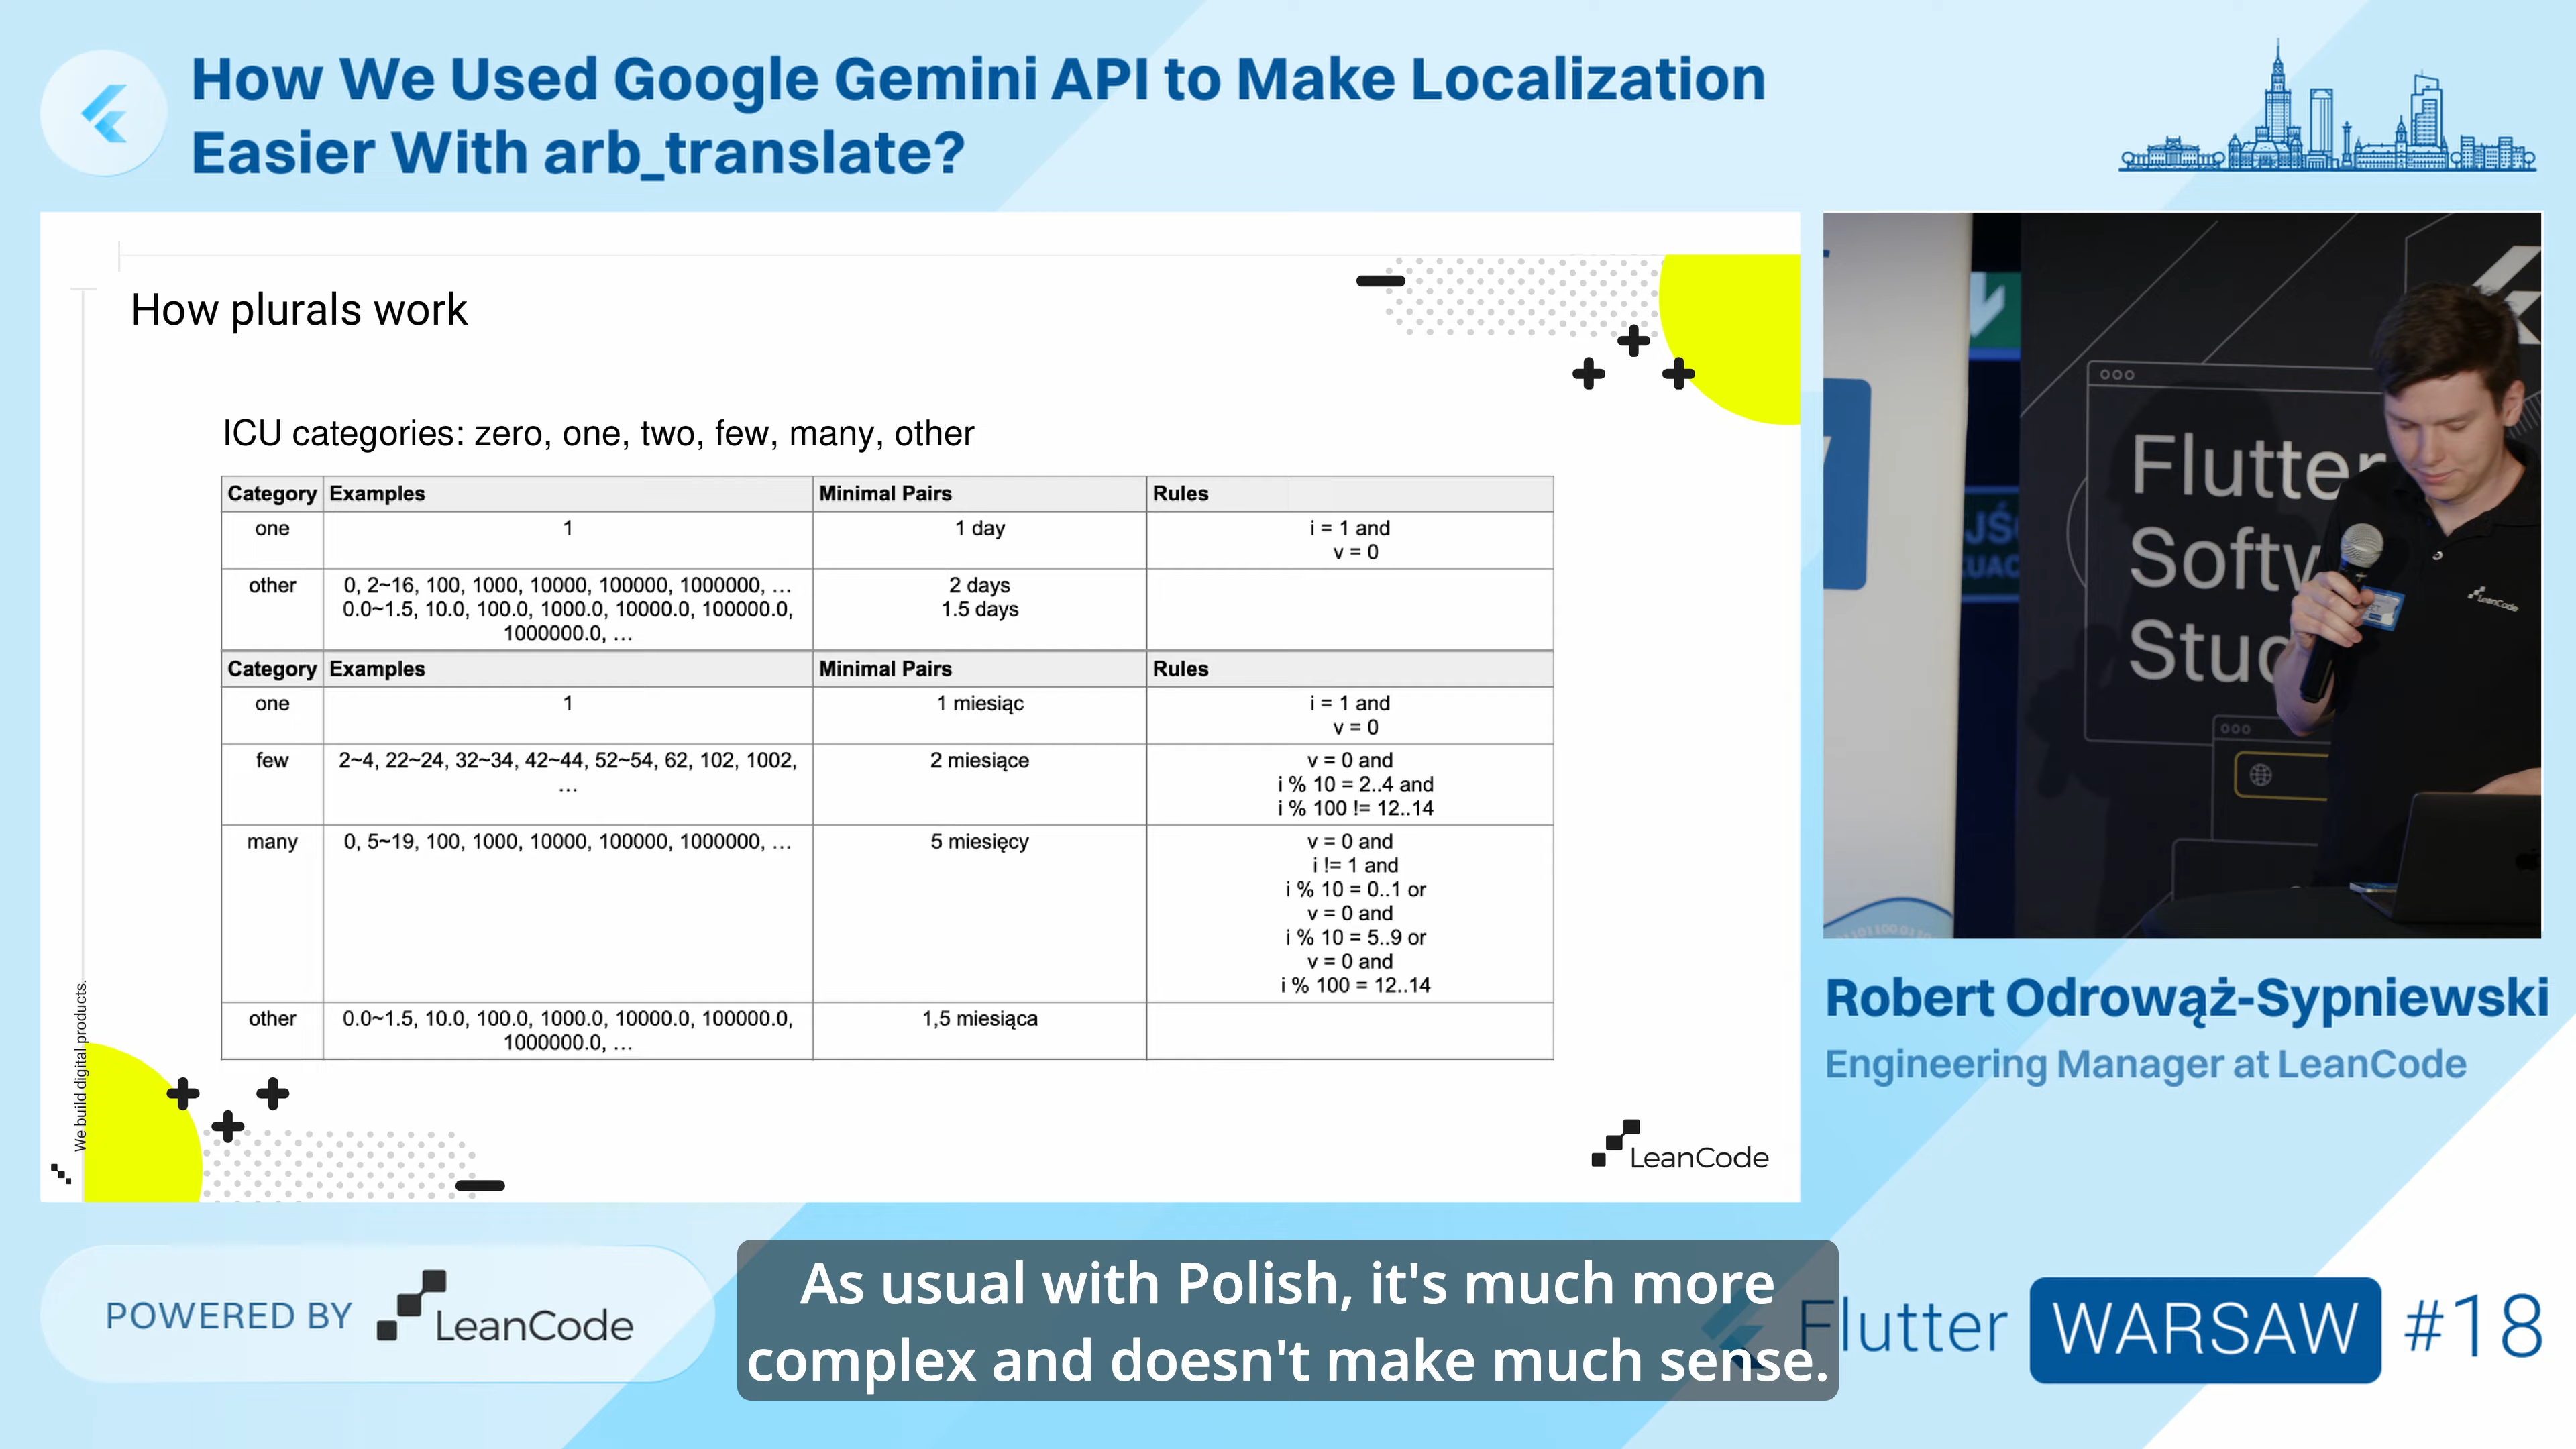 How We Used Google Gemini API to Make Localization
Easier With arb_translate?
How plurals work
ICU categories: zero, one, two, few, many, other
Category Examples Minimal Pairs Rules
one 1 1 day i = 1 and
v = 0
other 0, 2~16, 100, 1000, 10000, 100000, 1000000, … 2 days
0.0~1.5, 10.0, 100.0, 1000.0, 10000.0, 100000.0, 1.5 days
1000000.0, …
Category Examples Minimal Pairs Rules
one 1 1 miesiąc i = 1 and
v = 0
few 2~4, 22~24, 32~34, 42~44, 52~54, 62, 102, 1002, 2 miesiące v = 0 and
… i % 10 = 2..4 and
i % 100 != 12..14
many 0, 5~19, 100, 1000, 10000, 100000, 1000000, … 5 miesięcy v = 0 and
i != 1 and
i % 10 = 0..1 or
v = 0 and
i % 10 = 5..9 or
v = 0 and
i % 100 = 12..14
other 0.0~1.5, 10.0, 100.0, 1000.0, 10000.0, 100000.0, 1,5 miesiąca
1000000.0, …
We build digital products.
LeanCode
Flutter
Softw
Stud
LeanCode
Robert Odrowąż-Sypniewski
Engineering Manager at LeanCode
POWERED BY LeanCode
As usual with Polish, it's much more
complex and doesn't make much sense.
Flutter WARSAW #18